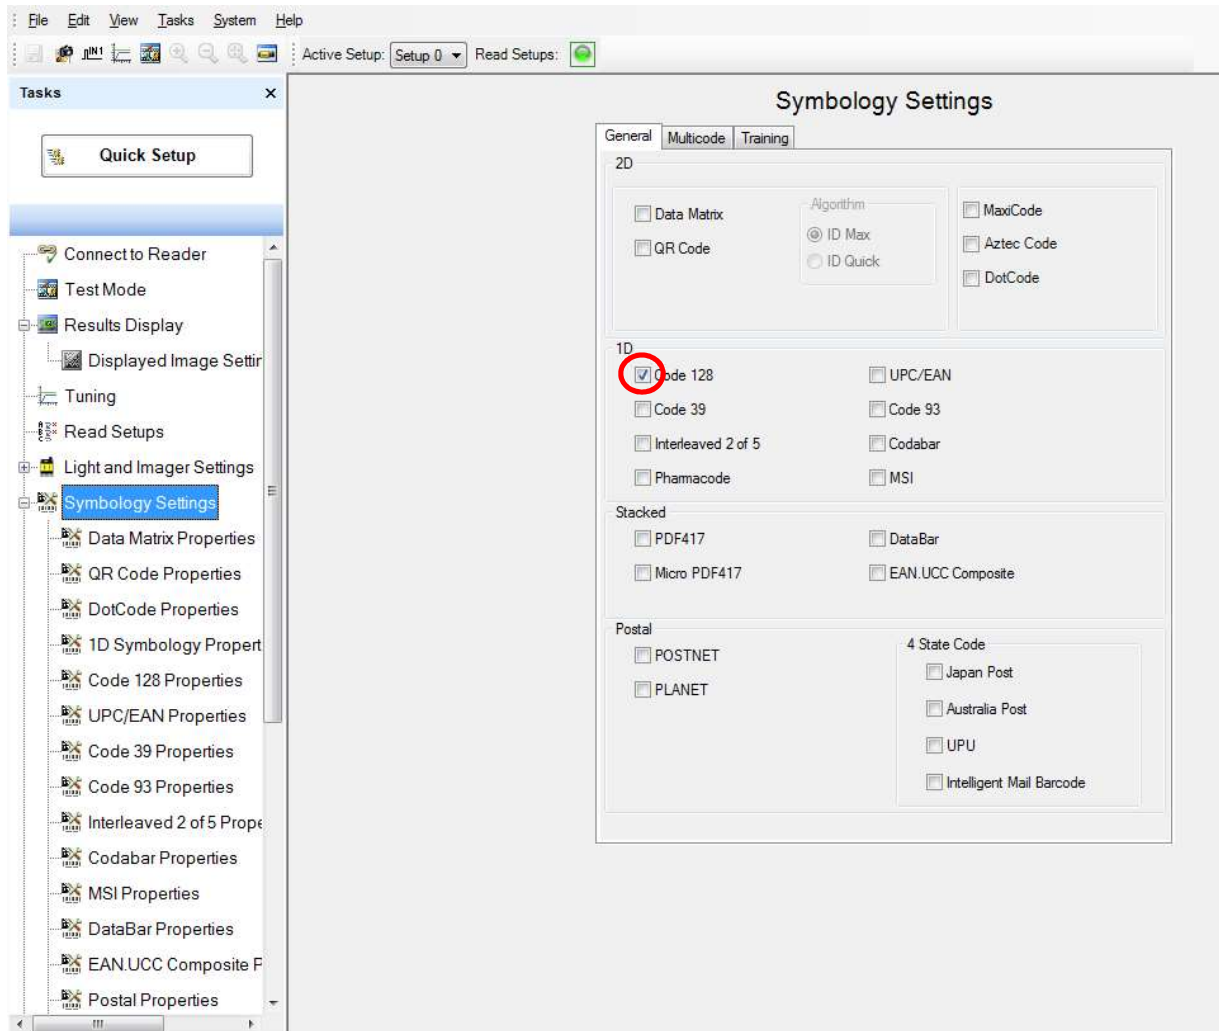 File Edit View Tasks System Help
Active Setup: Setup 0 Read Setups:
Tasks x
Quick Setup
Connect to Reader
Test Mode
Results Display
Displayed Image Settin
Tuning
Read Setups
Light and Imager Settings
Symbology Settings
Data Matrix Properties
QR Code Properties
DotCode Properties
1D Symbology Propert
Code 128 Properties
UPC/EAN Properties
Code 39 Properties
Code 93 Properties
Interleaved 2 of 5 Prope
Codabar Properties
MSI Properties
DataBar Properties
EAN.UCC Composite P
Postal Properties
Symbology Settings
General Multicode Training
2D
Data Matrix
QR Code
Algorithm
ID Max
ID Quick
MaxiCode
Aztec Code
DotCode
1D
Code 128 UPC/EAN
Code 39 Code 93
Interleaved 2 of 5 Codabar
Pharmacode MSI
Stacked
PDF417 DataBar
Micro PDF417 EAN.UCC Composite
Postal
POSTNET
PLANET
4 State Code
Japan Post
Australia Post
UPU
Intelligent Mail Barcode